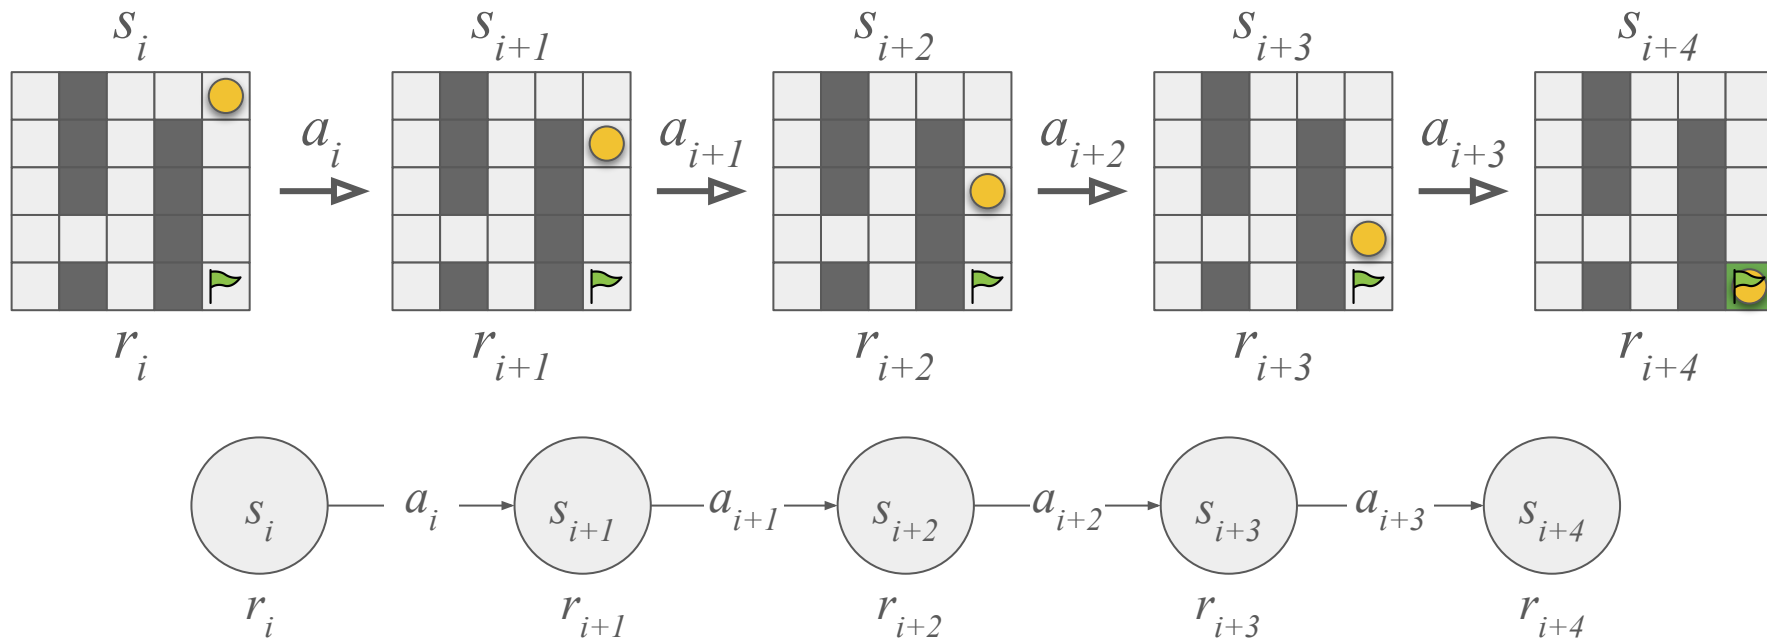 s_i s_{i+1} s_{i+2} s_{i+3} s_{i+4}
a_i a_{i+1} a_{i+2} a_{i+3}
r_i r_{i+1} r_{i+2} r_{i+3} r_{i+4}
s_i a_i s_{i+1} a_{i+1} s_{i+2} a_{i+2} s_{i+3} a_{i+3} s_{i+4}
r_i r_{i+1} r_{i+2} r_{i+3} r_{i+4}